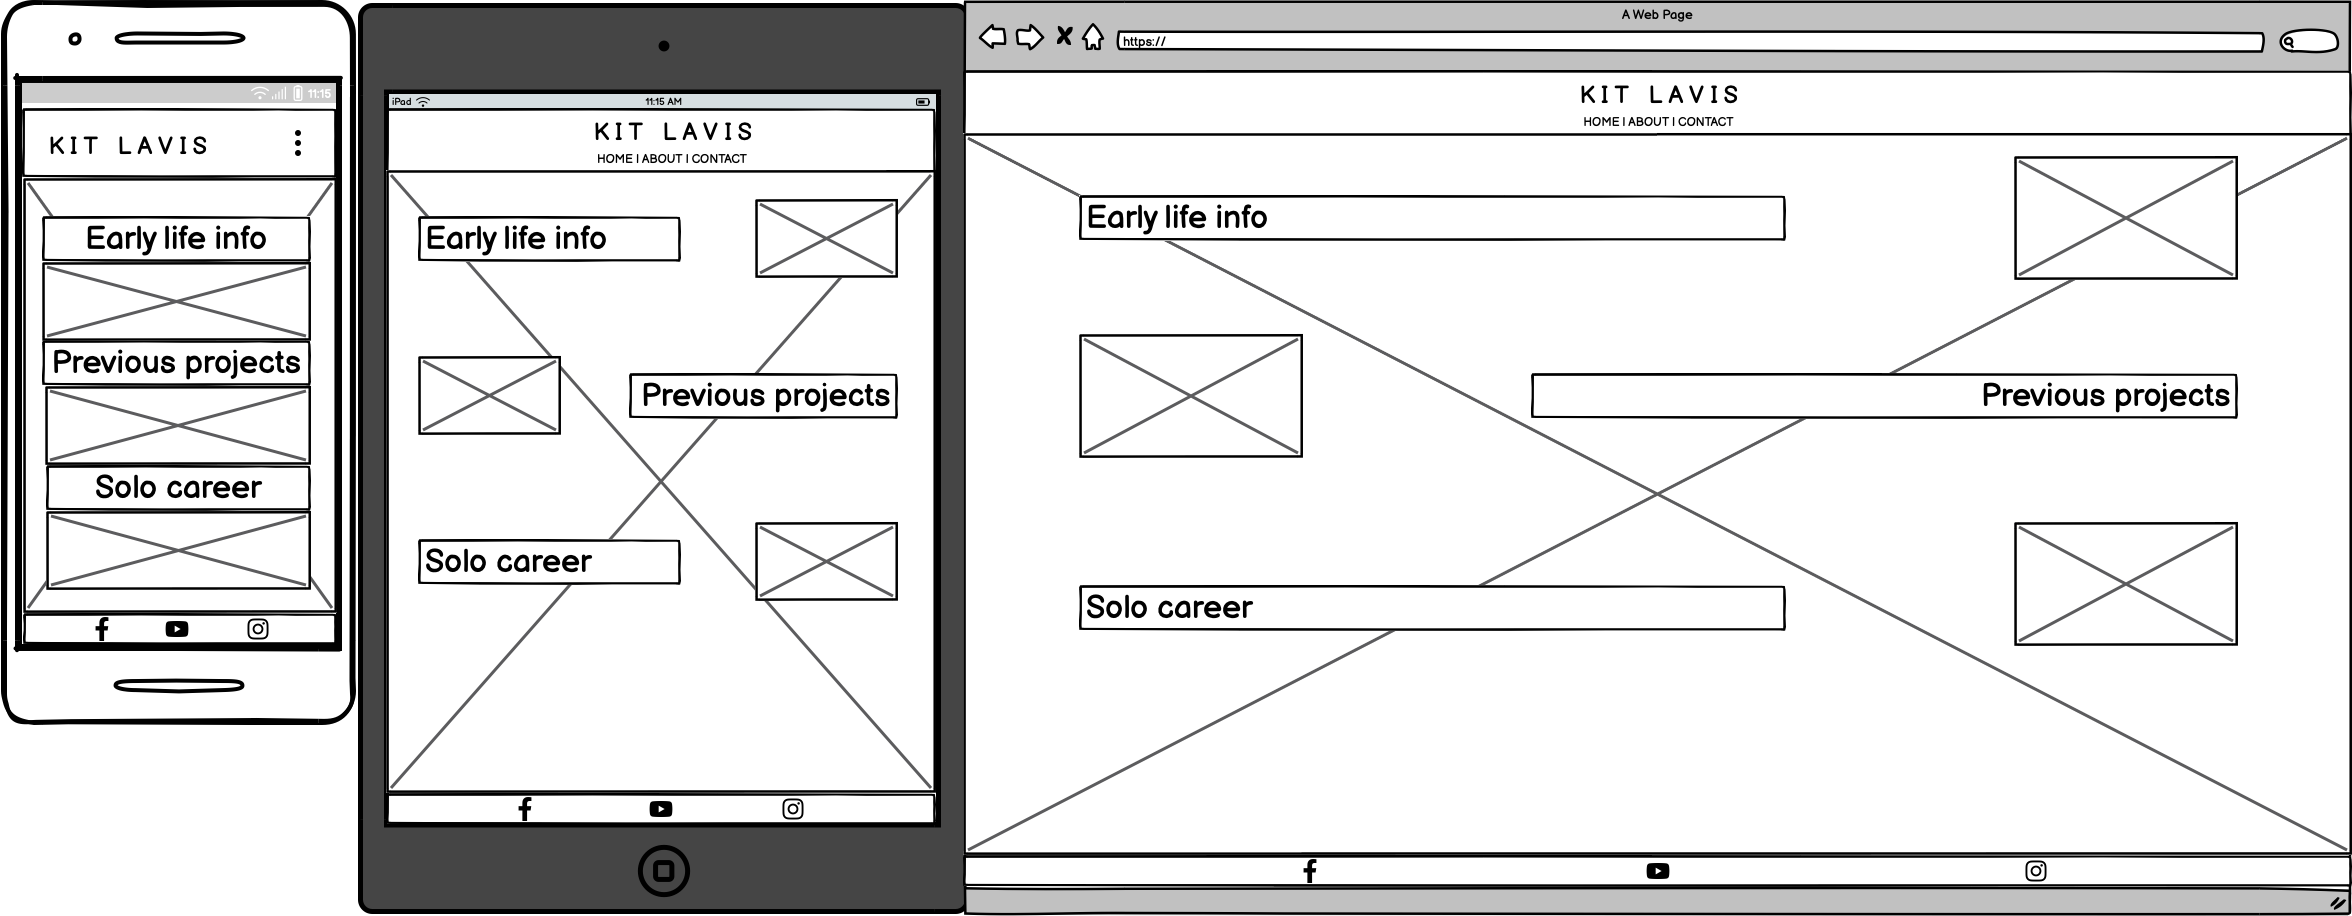 11:15
KIT LAVIS
Early life info
Previous projects
Solo career
iPad
11:15 AM
KIT LAVIS
HOME | ABOUT | CONTACT
Early life info
Previous projects
Solo career
A Web Page
https://
KIT LAVIS
HOME | ABOUT | CONTACT
Early life info
Previous projects
Solo career